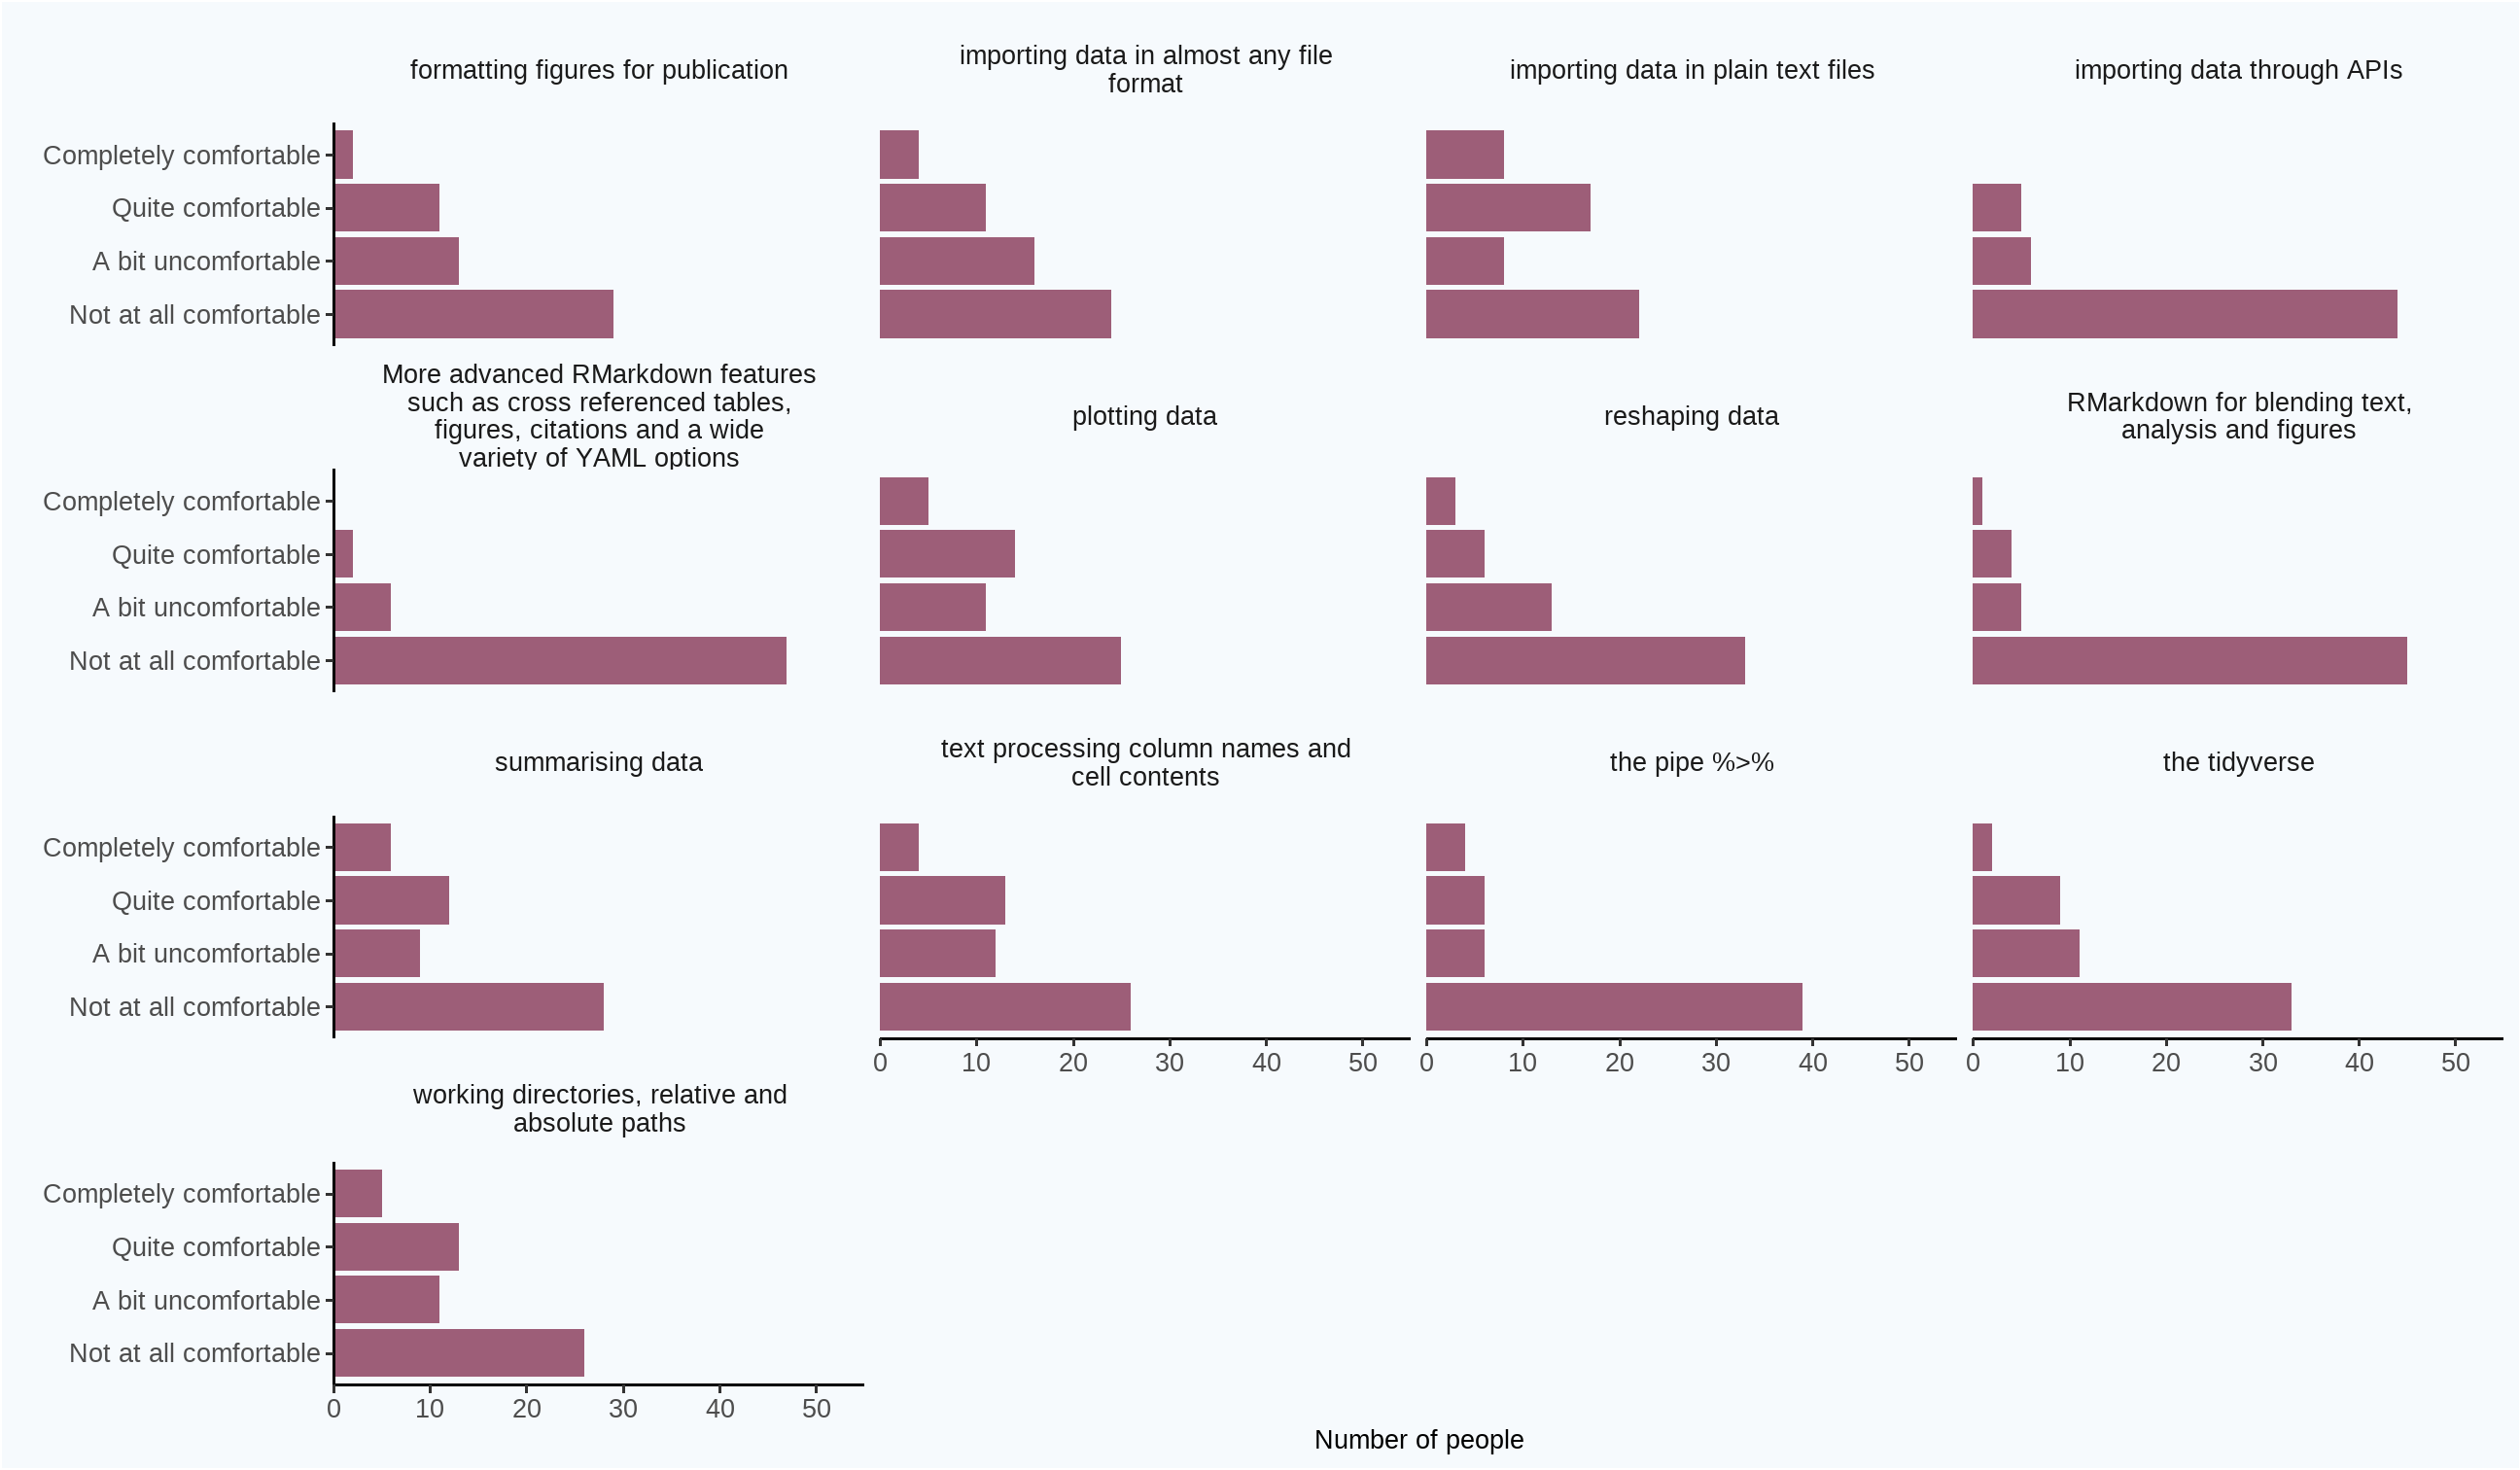 formatting figures for publication
importing data in almost any file
format
importing data in plain text files
importing data through APIs
Completely comfortable
Quite comfortable
A bit uncomfortable
Not at all comfortable
More advanced RMarkdown features
such as cross referenced tables,
figures, citations and a wide
variety of YAML options
plotting data
reshaping data
RMarkdown for blending text,
analysis and figures
Completely comfortable
Quite comfortable
A bit uncomfortable
Not at all comfortable
summarising data
text processing column names and
cell contents
the pipe %>%
the tidyverse
Completely comfortable
Quite comfortable
A bit uncomfortable
Not at all comfortable
0 10 20 30 40 50
0 10 20 30 40 50
0 10 20 30 40 50
working directories, relative and
absolute paths
Completely comfortable
Quite comfortable
A bit uncomfortable
Not at all comfortable
0 10 20 30 40 50
Number of people